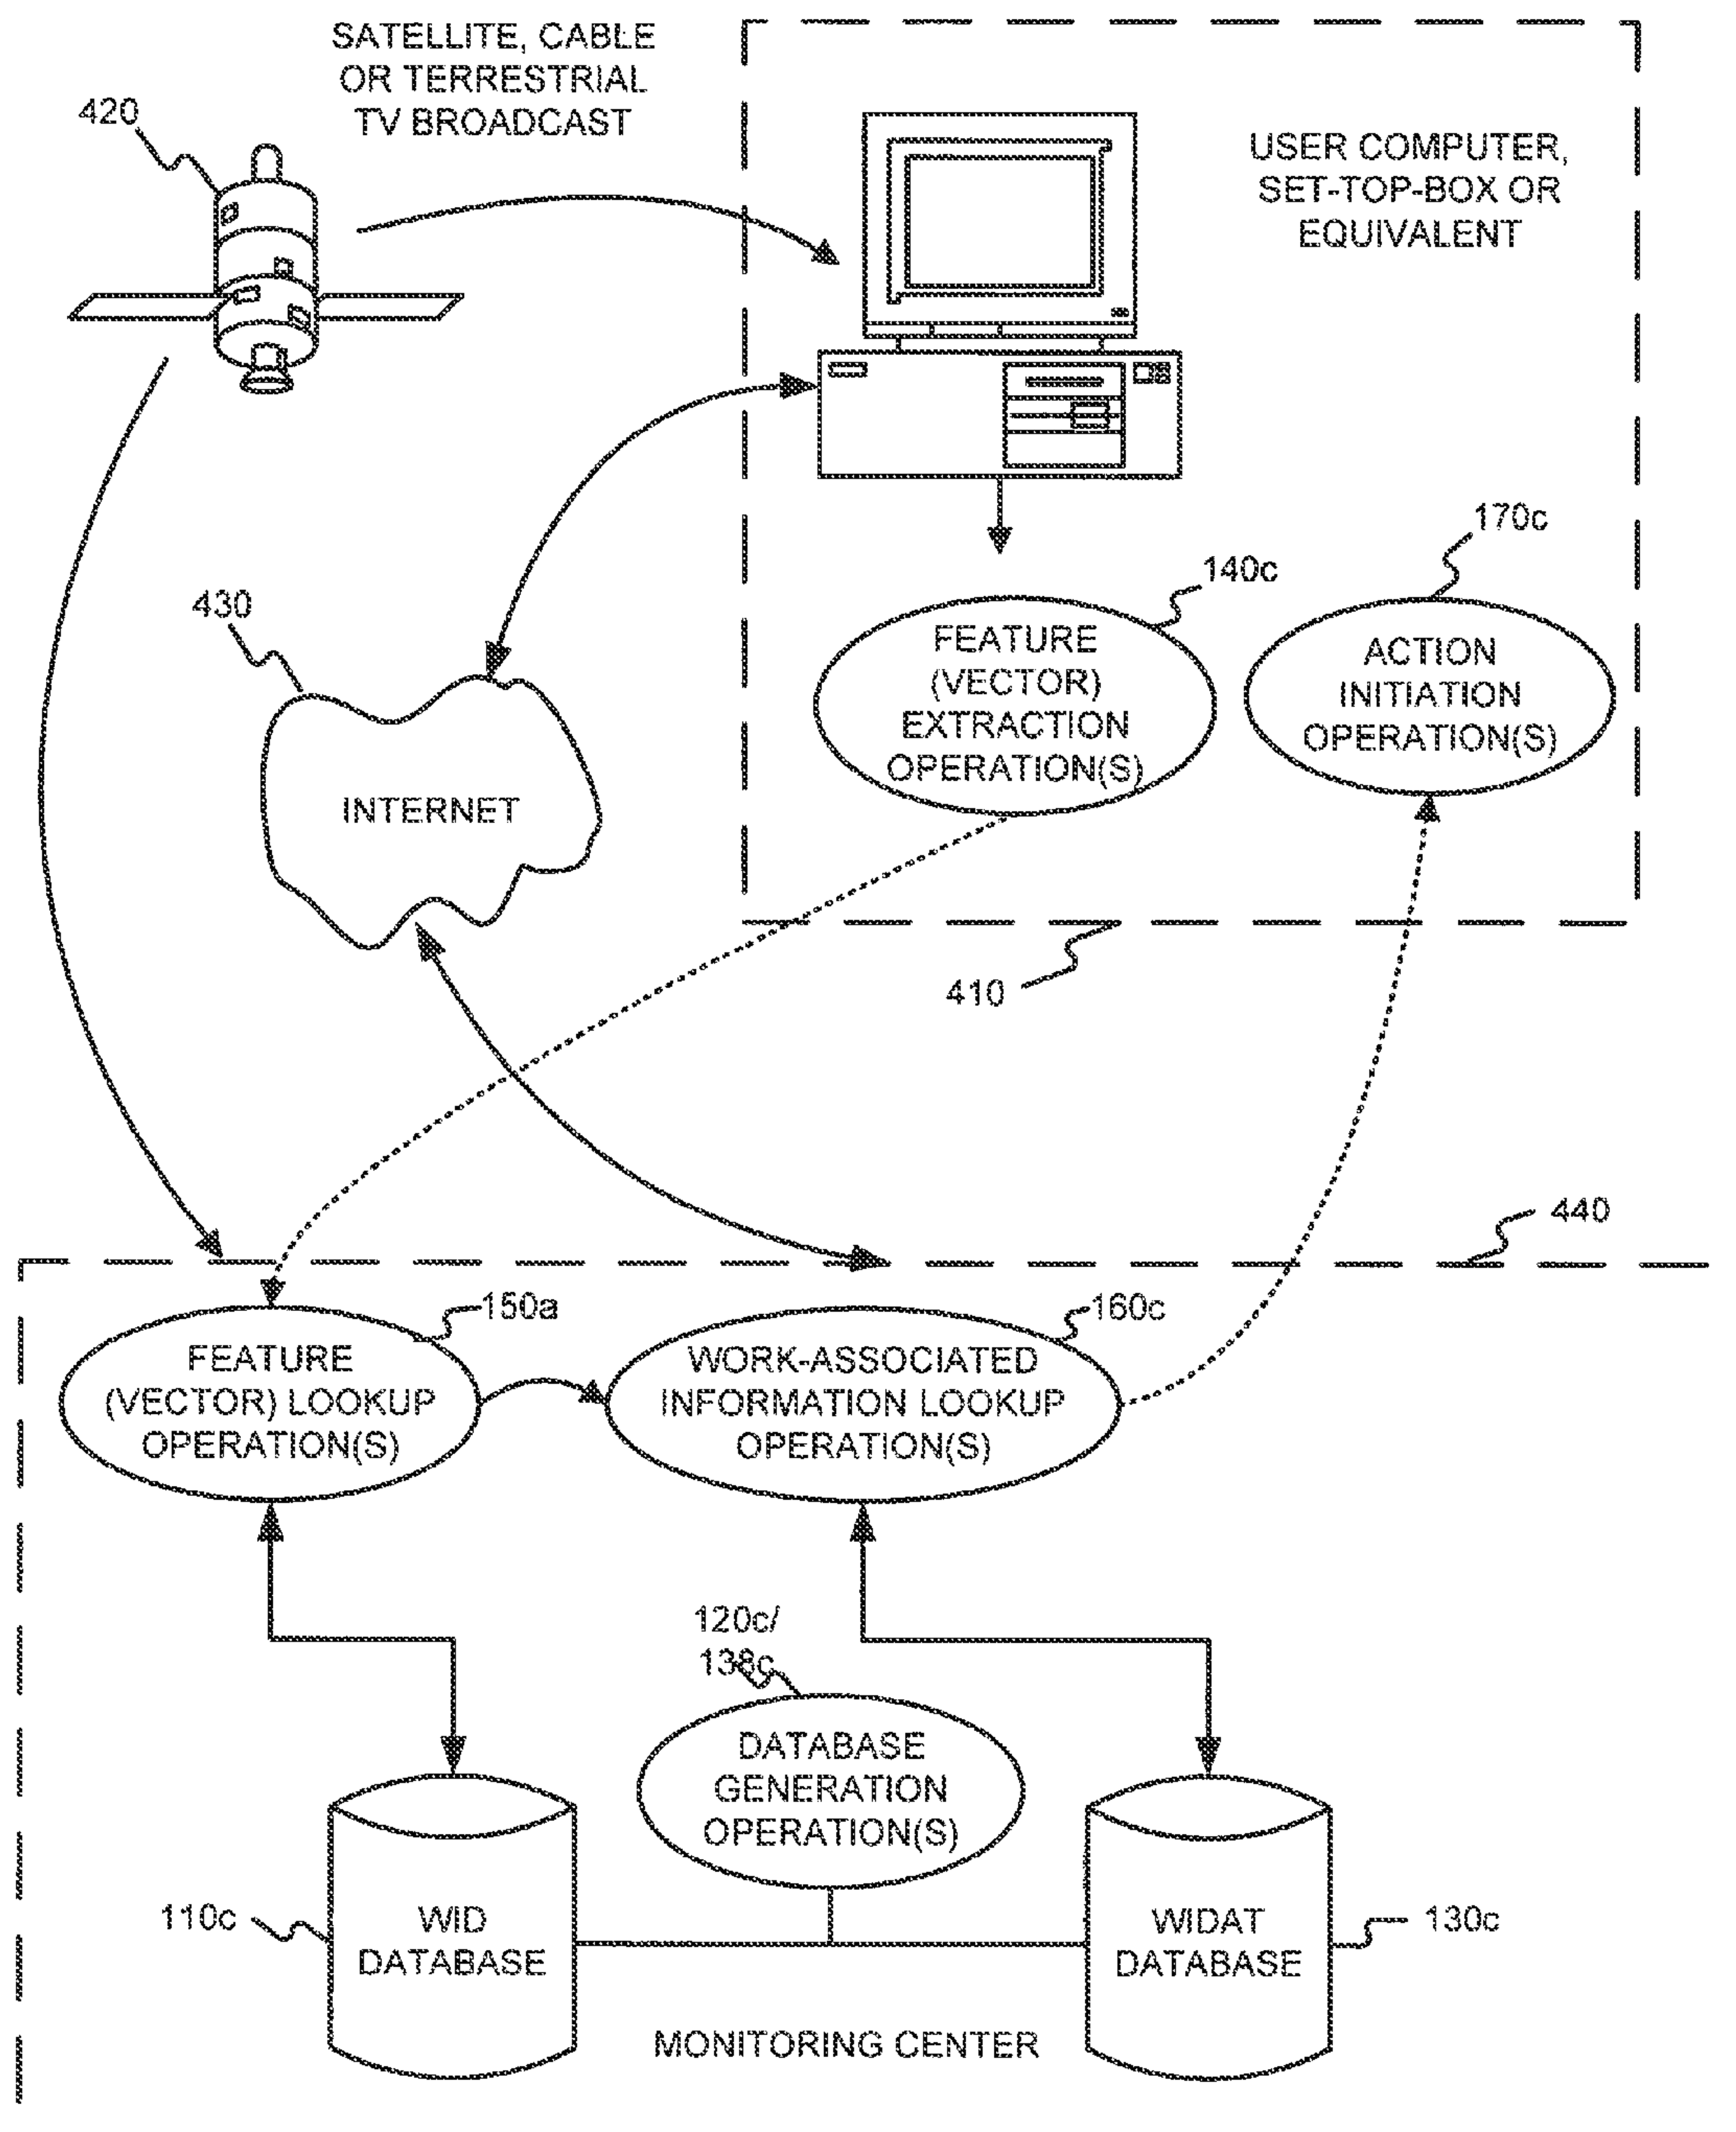 SATELLITE, CABLE
OR TERRESTRIAL
TV BROADCAST
420
USER COMPUTER,
SET-TOP-BOX OR
EQUIVALENT
170c
140c
430
FEATURE
(VECTOR)
EXTRACTION
OPERATION(S)
ACTION
INITIATION
OPERATION(S)
INTERNET
410
440
150a
160c
FEATURE
(VECTOR) LOOKUP
OPERATION(S)
WORK-ASSOCIATED
INFORMATION LOOKUP
OPERATION(S)
120c/
138c
DATABASE
GENERATION
OPERATION(S)
110c
WID
DATABASE
WIDAT
DATABASE
130c
MONITORING CENTER